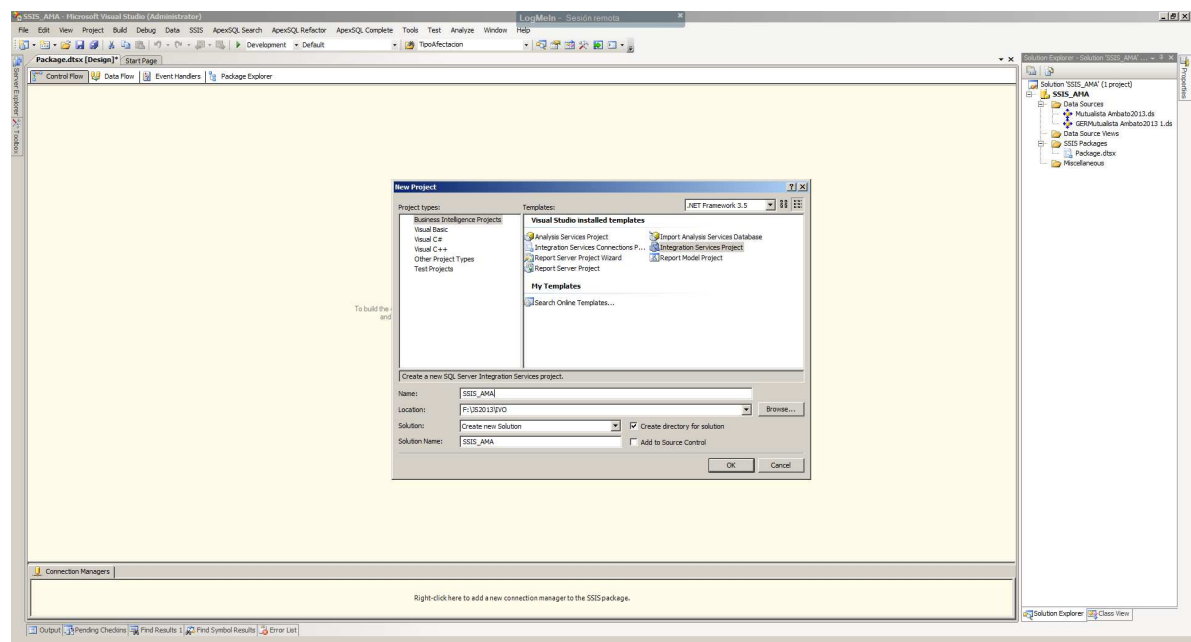 SSIS_AMA - Microsoft Visual Studio (Administrator)
LogMeIn - Sesión remota
File Edit View Project Build Debug Data SSIS ApexSQL Search ApexSQL Refactor ApexSQL Complete Tools Test Analyze Window Help
Development Default TipoAfectacion
Package.dtsx [Design]* Start Page
Control Flow Data Flow Event Handlers Package Explorer
Server Explorer
Toolbox
To build the
and
New Project
Project types:
Business Intelligence Projects
Visual Basic
Visual C#
Visual C++
Other Project Types
Test Projects
Templates:
.NET Framework 3.5
Visual Studio installed templates
Analysis Services Project
Import Analysis Services Database
Integration Services Connections P...
Integration Services Project
Report Server Project Wizard
Report Model Project
Report Server Project
My Templates
Search Online Templates...
Create a new SQL Server Integration Services project.
Name: SSIS_AMA
Location: F:\JS2013\IVO Browse...
Solution: Create new Solution Create directory for solution
Solution Name: SSIS_AMA Add to Source Control
OK Cancel
Connection Managers
Right-click here to add a new connection manager to the SSIS package.
Output Pending Checkins Find Results 1 Find Symbol Results Error List
Solution Explorer - Solution 'SSIS_AMA' ...
Solution 'SSIS_AMA' (1 project)
SSIS_AMA
Data Sources
Mutualista Ambato2013.ds
GERMutualista Ambato2013 1.ds
Data Source Views
SSIS Packages
Package.dtsx
Miscellaneous
Solution Explorer Class View
Properties